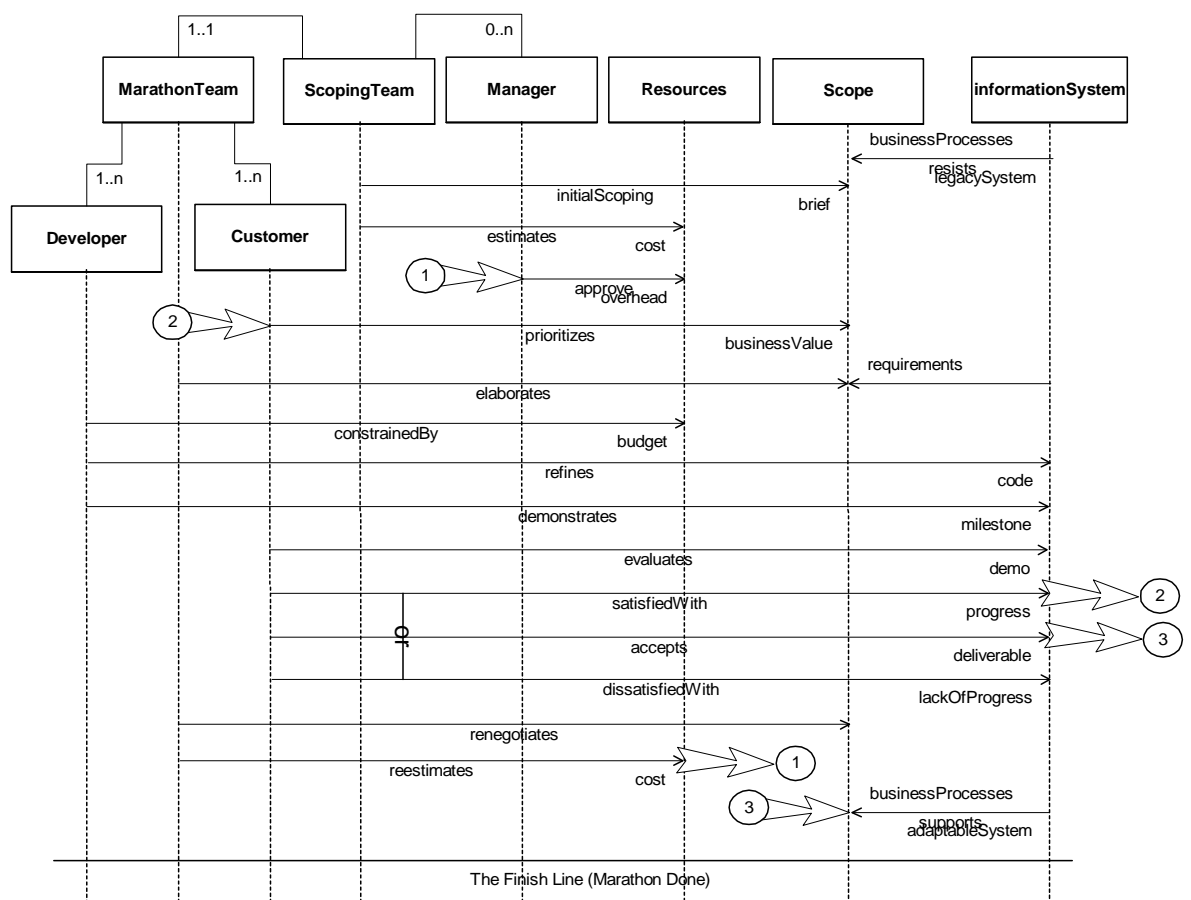 1..1
0..n
MarathonTeam
ScopingTeam
Manager
Resources
Scope
informationSystem
businessProcesses
resists
legacySystem
1..n
1..n
initialScoping
brief
Developer
Customer
estimates
cost
1
approve
overhead
2
prioritizes
businessValue
requirements
elaborates
constrainedBy
budget
refines
code
demonstrates
milestone
evaluates
demo
satisfiedWith
progress
2
or
accepts
deliverable
3
dissatisfiedWith
lackOfProgress
renegotiates
reestimates
cost
1
3
businessProcesses
supports
adaptableSystem
The Finish Line (Marathon Done)